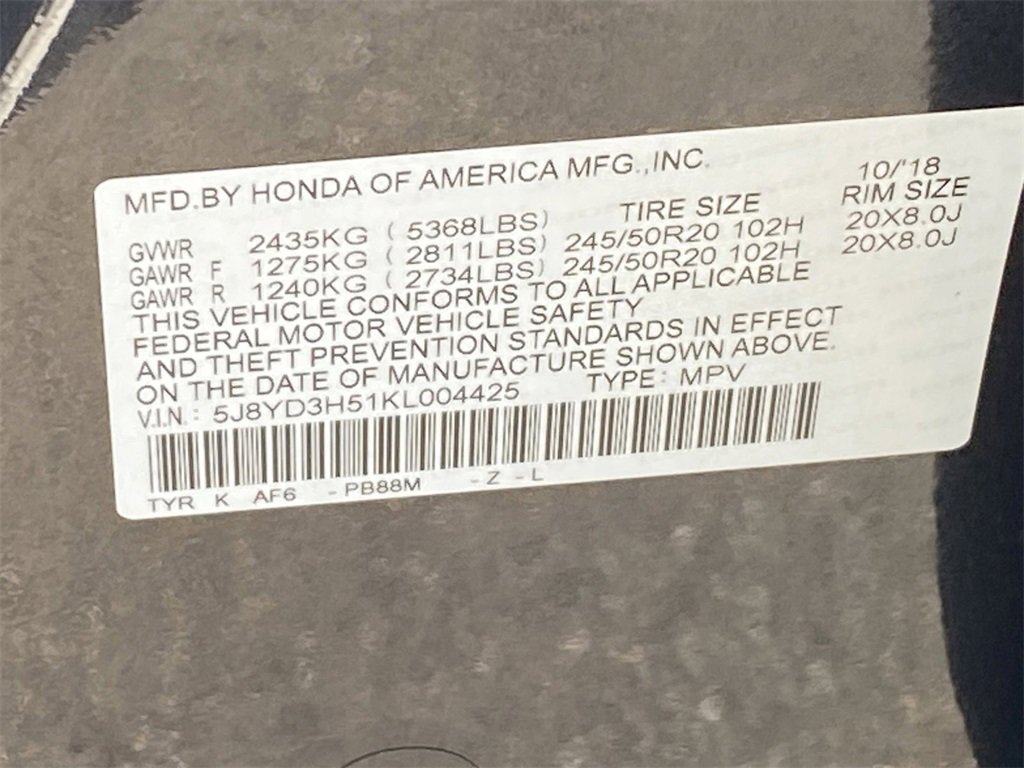 MFD.BY HONDA OF AMERICA MFG.,INC. 10/'18
TIRE SIZE RIM SIZE
GVWR 2435KG ( 5368LBS)
GAWR F 1275KG ( 2811LBS) 245/50R20 102H 20X8.0J
GAWR R 1240KG ( 2734LBS) 245/50R20 102H 20X8.0J
THIS VEHICLE CONFORMS TO ALL APPLICABLE
FEDERAL MOTOR VEHICLE SAFETY
AND THEFT PREVENTION STANDARDS IN EFFECT
ON THE DATE OF MANUFACTURE SHOWN ABOVE.
V.I.N.: 5J8YD3H51KL004425 TYPE: MPV
TYR K AF6 -PB88M -Z -L